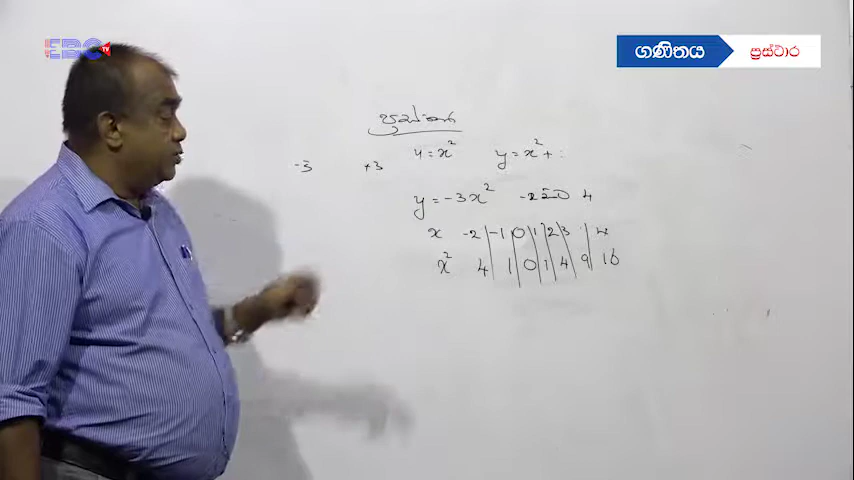 EBC TV
ගණිතය ප්‍රස්ථාර
ප්‍රස්ථාර
-3 +3 y = x² y = x² +
y = -3x² -2 සිට 4
x -2 | -1 | 0 | 1 | 2 | 3 | 4
x² 4 | 1 | 0 | 1 | 4 | 9 | 16